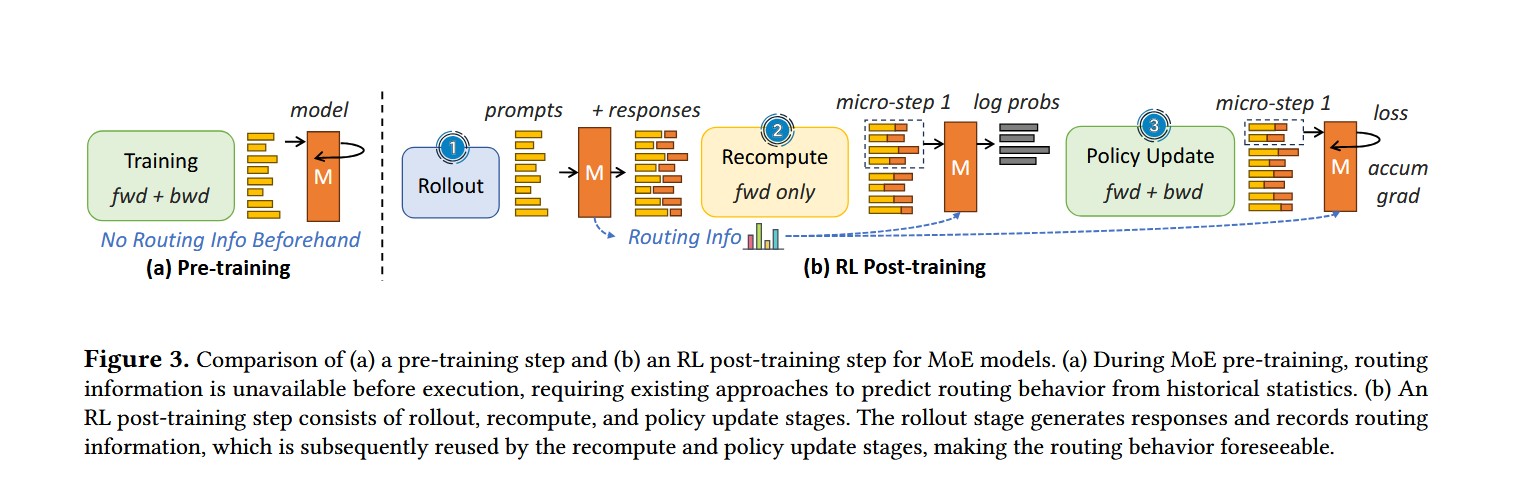 model
Training
fwd + bwd
M
No Routing Info Beforehand
(a) Pre-training
1
Rollout
prompts
+ responses
M
Routing Info
2
Recompute
fwd only
micro-step 1
log probs
M
3
Policy Update
fwd + bwd
micro-step 1
loss
M
accum
grad
(b) RL Post-training
Figure 3. Comparison of (a) a pre-training step and (b) an RL post-training step for MoE models. (a) During MoE pre-training, routing
information is unavailable before execution, requiring existing approaches to predict routing behavior from historical statistics. (b) An
RL post-training step consists of rollout, recompute, and policy update stages. The rollout stage generates responses and records routing
information, which is subsequently reused by the recompute and policy update stages, making the routing behavior foreseeable.